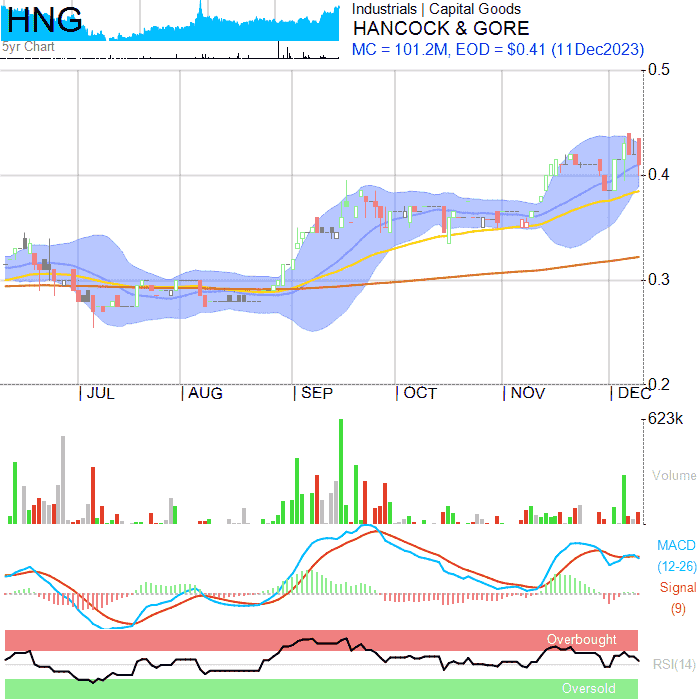 HNG
5yr Chart
Industrials | Capital Goods
HANCOCK & GORE
MC = 101.2M, EOD = $0.41 (11Dec2023)
0.5
0.4
0.3
0.2
| JUL | AUG | SEP | OCT | NOV | DEC
623k
Volume
MACD
(12-26)
Signal
(9)
Overbought
RSI(14)
Oversold